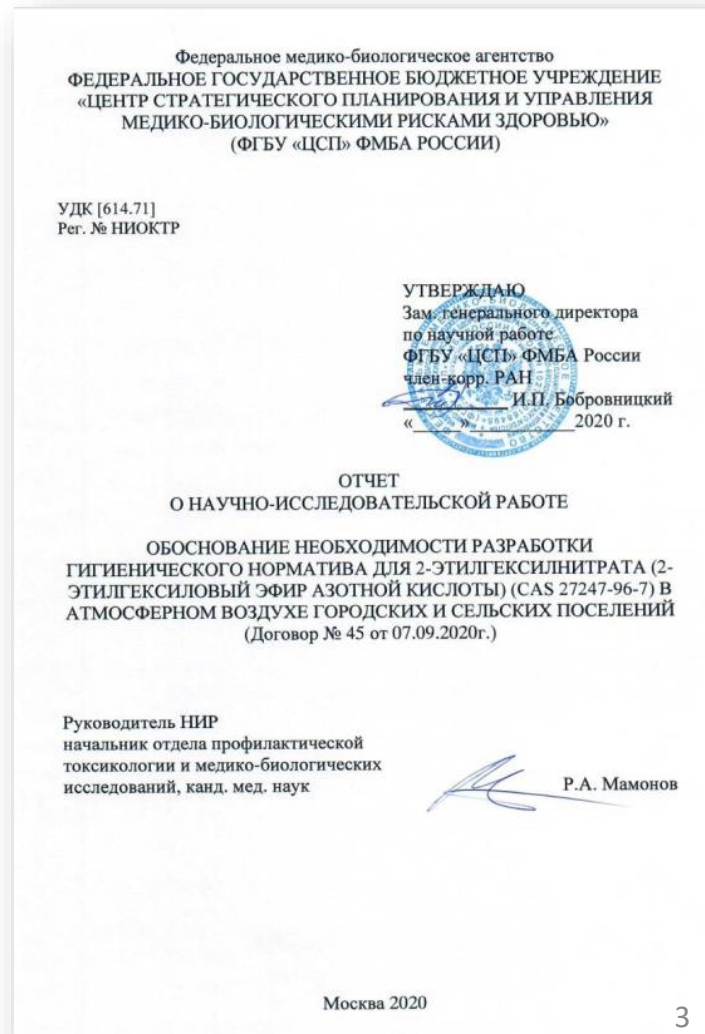 Федеральное медико-биологическое агентство
ФЕДЕРАЛЬНОЕ ГОСУДАРСТВЕННОЕ БЮДЖЕТНОЕ УЧРЕЖДЕНИЕ
«ЦЕНТР СТРАТЕГИЧЕСКОГО ПЛАНИРОВАНИЯ И УПРАВЛЕНИЯ
МЕДИКО-БИОЛОГИЧЕСКИМИ РИСКАМИ ЗДОРОВЬЮ»
(ФГБУ «ЦСП» ФМБА РОССИИ)
УДК [614.71]
Рег. № НИОКТР
УТВЕРЖДАЮ
Зам. генерального директора
по научной работе
ФГБУ «ЦСП» ФМБА России
член-корр. РАН
И.П. Бобровницкий
«_____»____________2020 г.
ОТЧЕТ
О НАУЧНО-ИССЛЕДОВАТЕЛЬСКОЙ РАБОТЕ
ОБОСНОВАНИЕ НЕОБХОДИМОСТИ РАЗРАБОТКИ
ГИГИЕНИЧЕСКОГО НОРМАТИВА ДЛЯ 2-ЭТИЛГЕКСИЛНИТРАТА (2-
ЭТИЛГЕКСИЛОВЫЙ ЭФИР АЗОТНОЙ КИСЛОТЫ) (CAS 27247-96-7) В
АТМОСФЕРНОМ ВОЗДУХЕ ГОРОДСКИХ И СЕЛЬСКИХ ПОСЕЛЕНИЙ
(Договор № 45 от 07.09.2020г.)
Руководитель НИР
начальник отдела профилактической
токсикологии и медико-биологических
исследований, канд. мед. наук
Р.А. Мамонов
Москва 2020
3